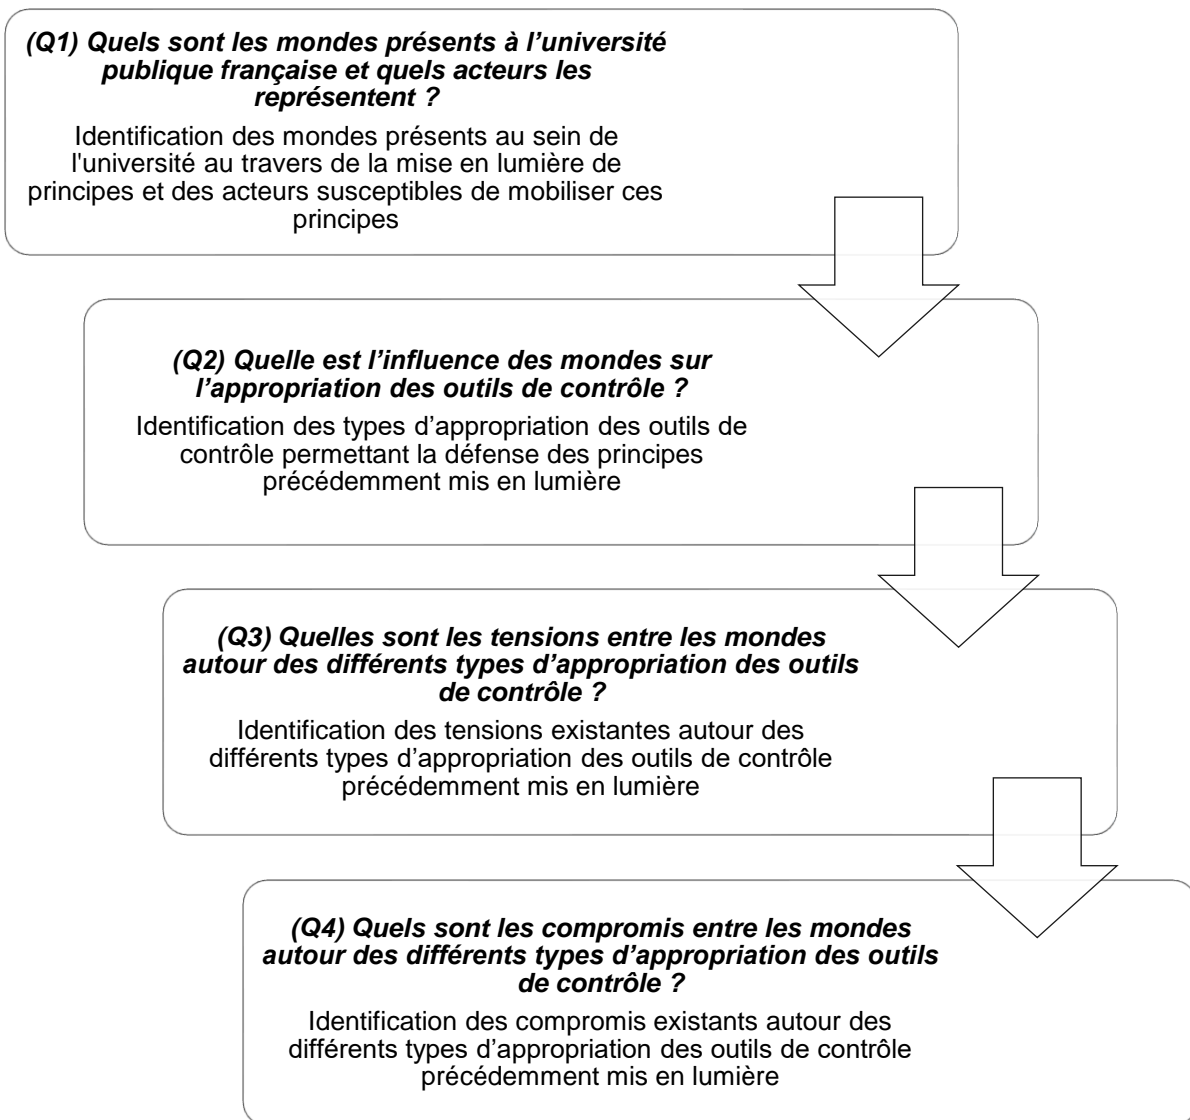 (Q1) Quels sont les mondes présents à l’université
publique française et quels acteurs les
représentent ?
Identification des mondes présents au sein de
l'université au travers de la mise en lumière de
principes et des acteurs susceptibles de mobiliser ces
principes
(Q2) Quelle est l’influence des mondes sur
l’appropriation des outils de contrôle ?
Identification des types d’appropriation des outils de
contrôle permettant la défense des principes
précédemment mis en lumière
(Q3) Quelles sont les tensions entre les mondes
autour des différents types d’appropriation des outils
de contrôle ?
Identification des tensions existantes autour des
différents types d’appropriation des outils de contrôle
précédemment mis en lumière
(Q4) Quels sont les compromis entre les mondes
autour des différents types d’appropriation des outils
de contrôle ?
Identification des compromis existants autour des
différents types d’appropriation des outils de contrôle
précédemment mis en lumière